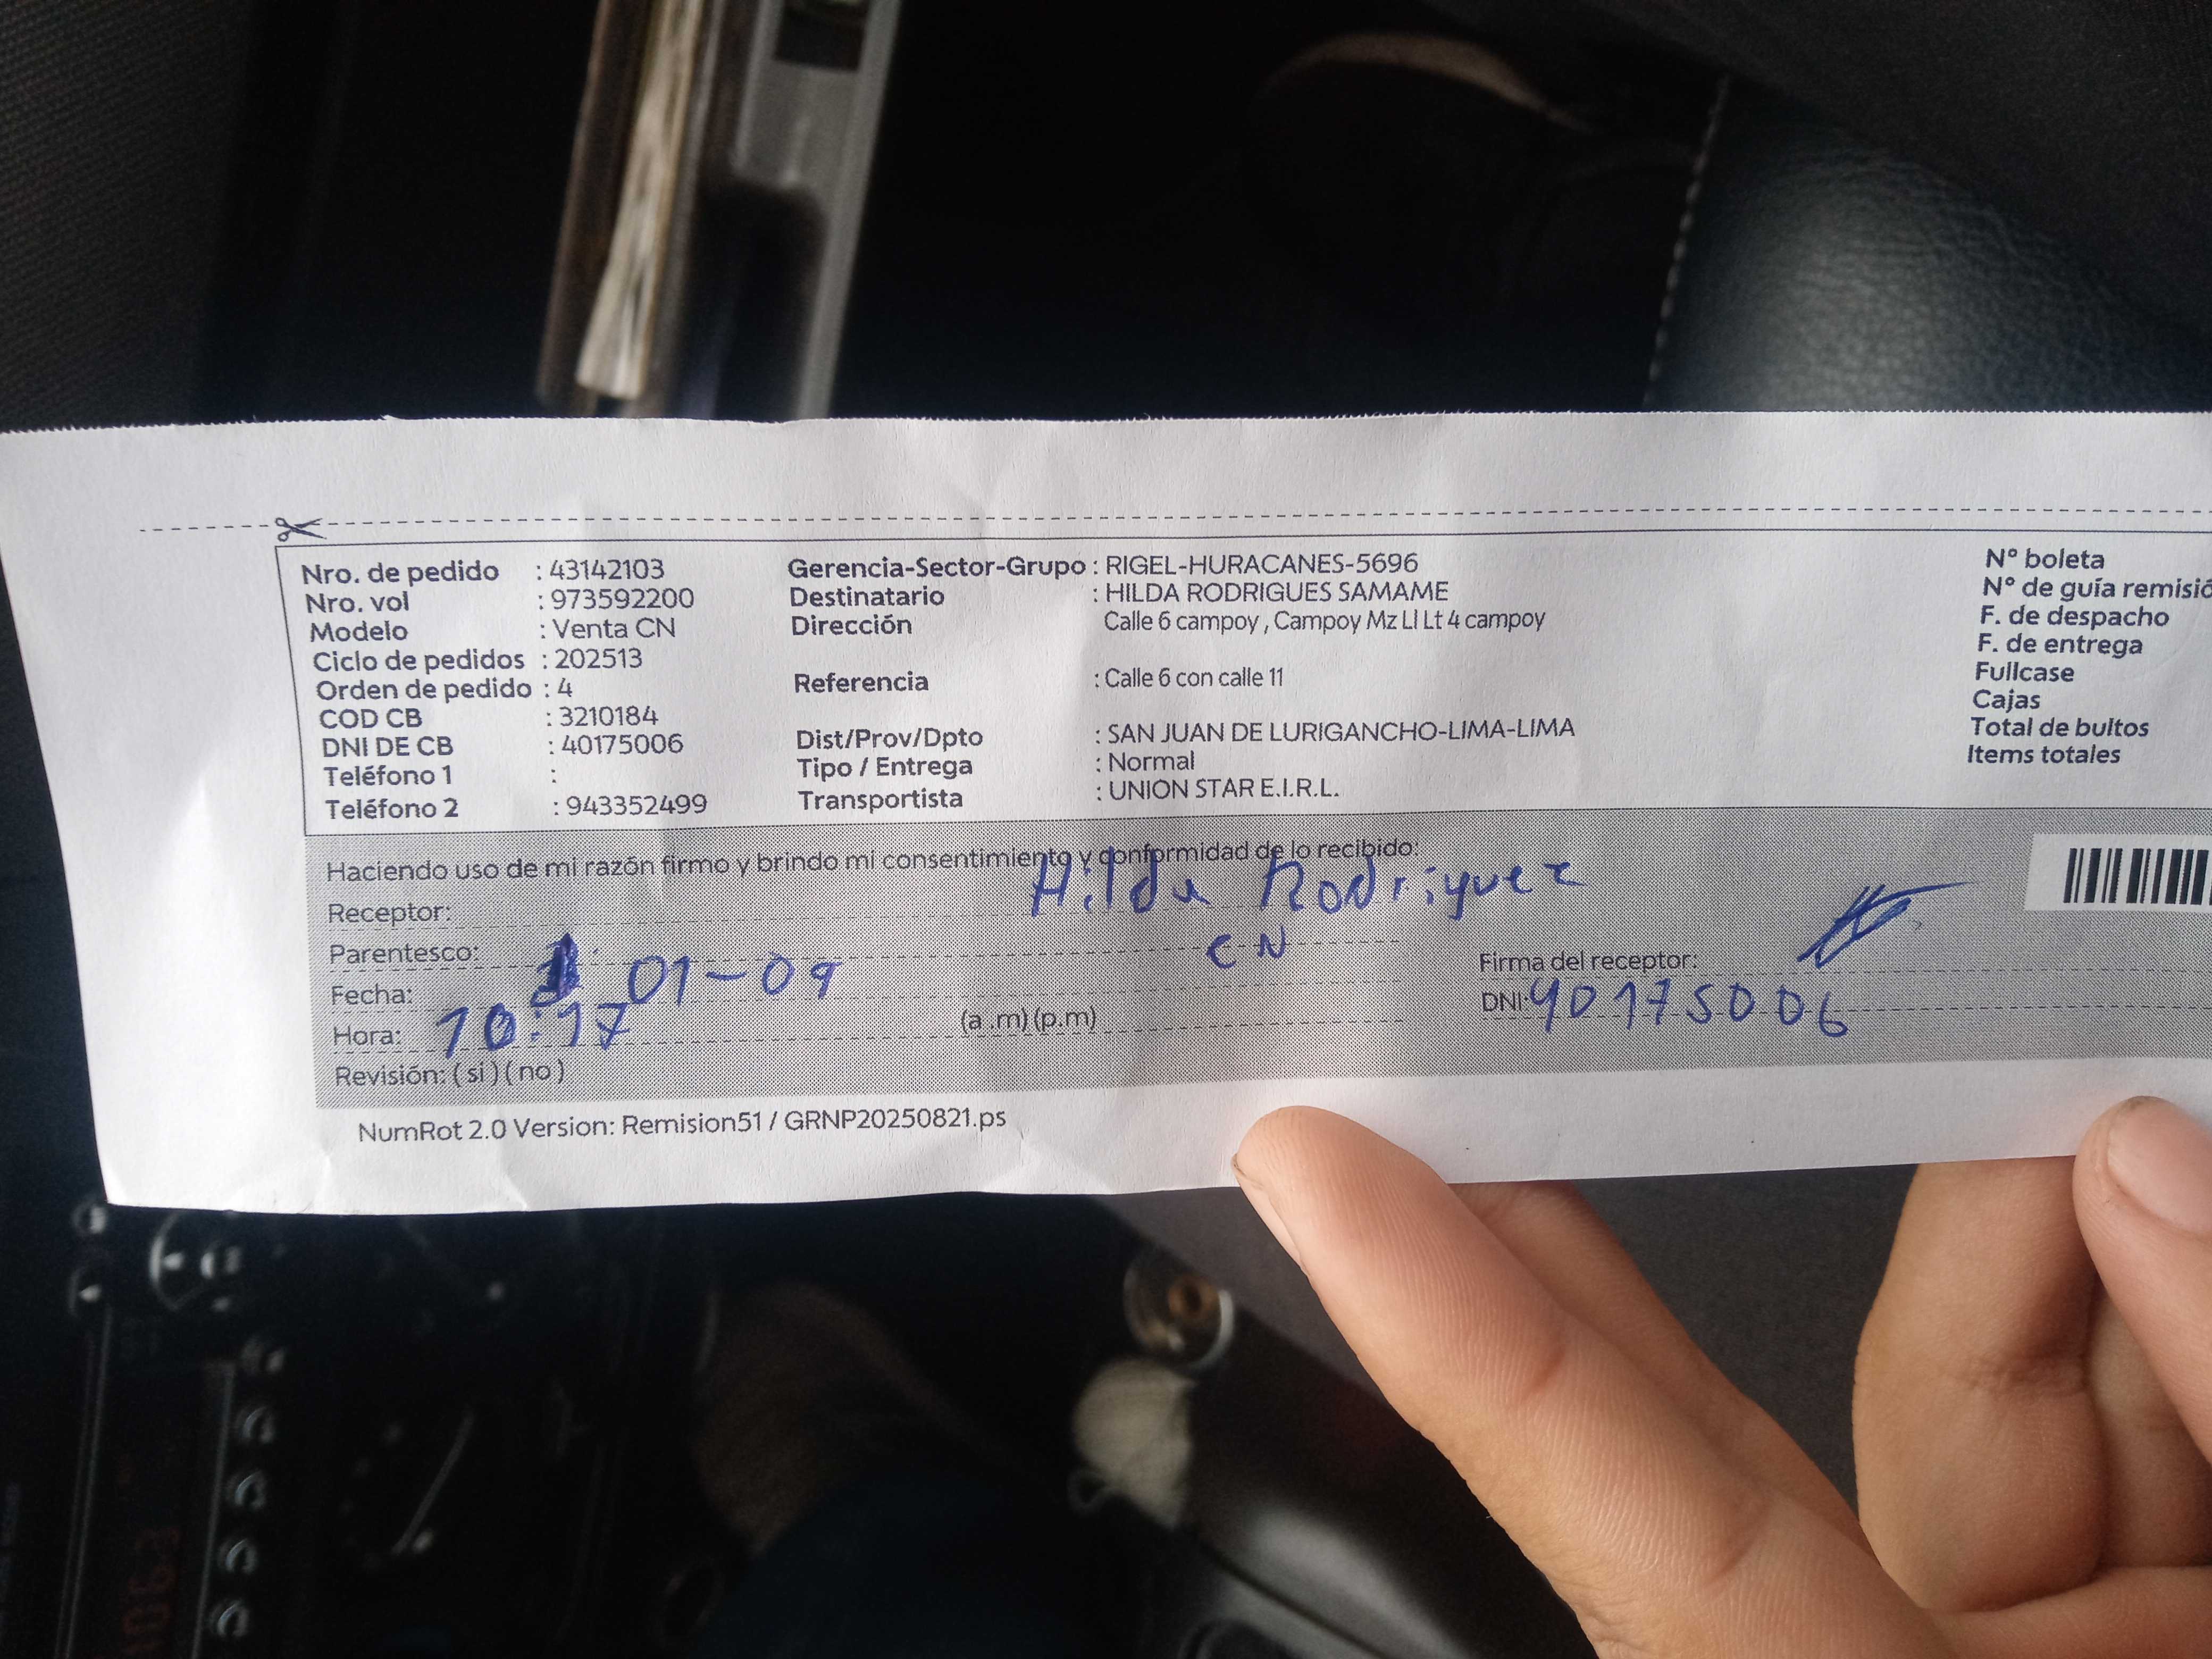 Nro. de pedido : 43142103
Nro. vol : 973592200
Modelo : Venta CN
Ciclo de pedidos : 202513
Orden de pedido : 4
COD CB : 3210184
DNI DE CB : 40175006
Teléfono 1 :
Teléfono 2 : 943352499
Gerencia-Sector-Grupo : RIGEL-HURACANES-5696
Destinatario : HILDA RODRIGUES SAMAME
Dirección Calle 6 campoy , Campoy Mz Ll Lt 4 campoy
Referencia : Calle 6 con calle 11
Dist/Prov/Dpto : SAN JUAN DE LURIGANCHO-LIMA-LIMA
Tipo / Entrega : Normal
Transportista : UNION STAR E.I.R.L.
N° boleta
N° de guía remisió
F. de despacho
F. de entrega
Fullcase
Cajas
Total de bultos
Items totales
Haciendo uso de mi razón firmo y brindo mi consentimiento y conformidad de lo recibido:
Receptor: Hilda Rodriguez
Parentesco: CN
Fecha: 01-09
Hora: 10:17 (a .m) (p.m)
Revisión: ( si ) ( no )
Firma del receptor:
DNI: 40175006
NumRot 2.0 Version: Remision51 / GRNP20250821.ps